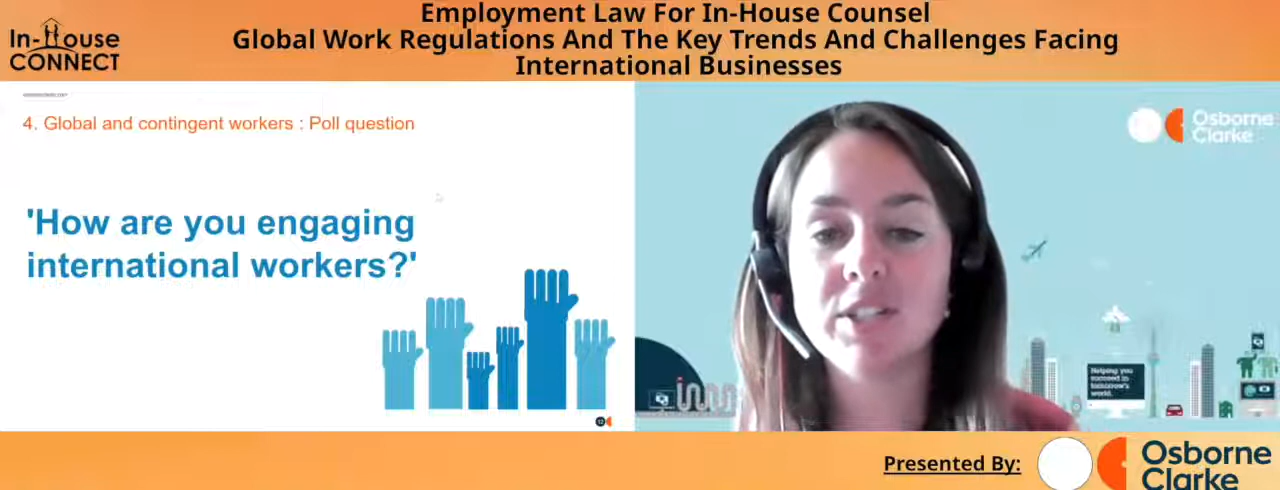 Employment Law For In-House Counsel
Global Work Regulations And The Key Trends And Challenges Facing
International Businesses
In-House
CONNECT
4. Global and contingent workers : Poll question
'How are you engaging
international workers?'
Osborne
Clarke
Helping you
succeed in
tomorrow's
world.
Presented By:
Osborne
Clarke